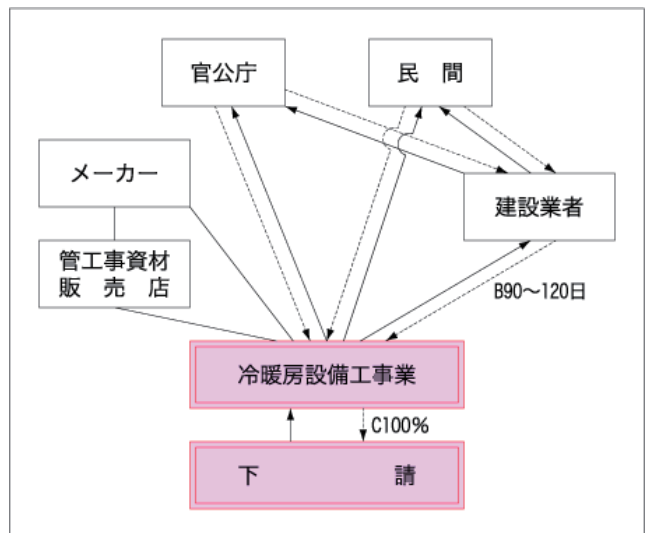 官公庁
民　間
メーカー
建設業者
管工事資材
販　売　店
B90〜120日
冷暖房設備工事業
C100%
下　　　　　請